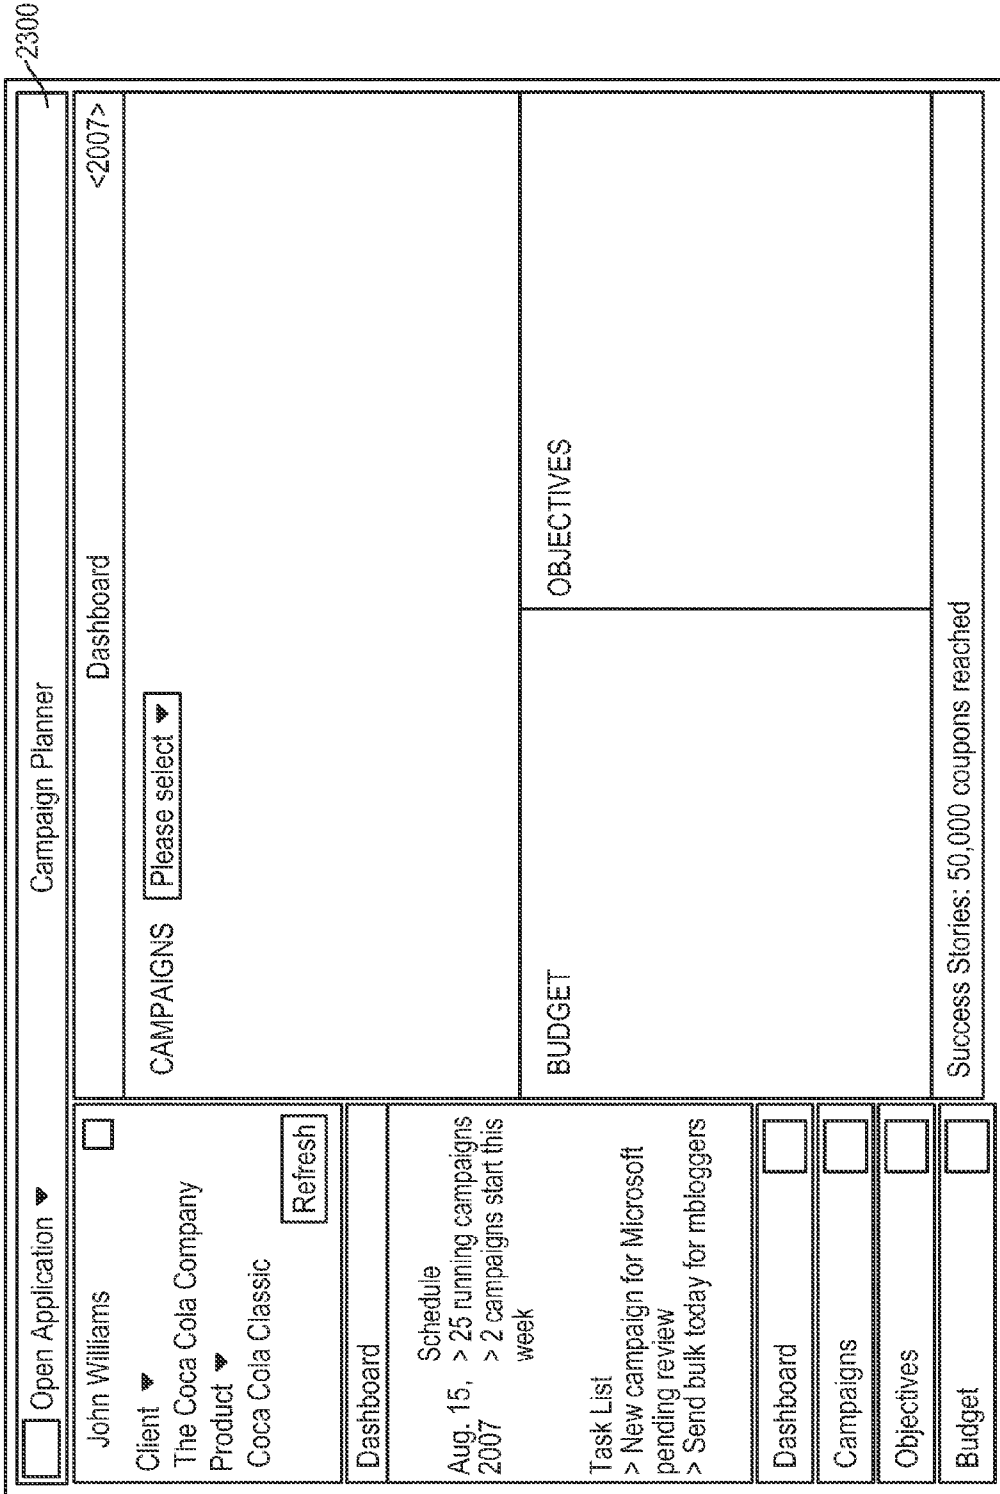 2300
Open Application
Campaign Planner
John Williams
Client
The Coca Cola Company
Product
Coca Cola Classic
Refresh
Dashboard
Aug. 15,
2007
Schedule
> 25 running campaigns
> 2 campaigns start this
week
Task List
> New campaign for Microsoft
pending review
> Send bulk today for mbloggers
Dashboard
Campaigns
Objectives
Budget
Dashboard
<2007>
CAMPAIGNS
Please select
BUDGET
OBJECTIVES
Success Stories: 50,000 coupons reached